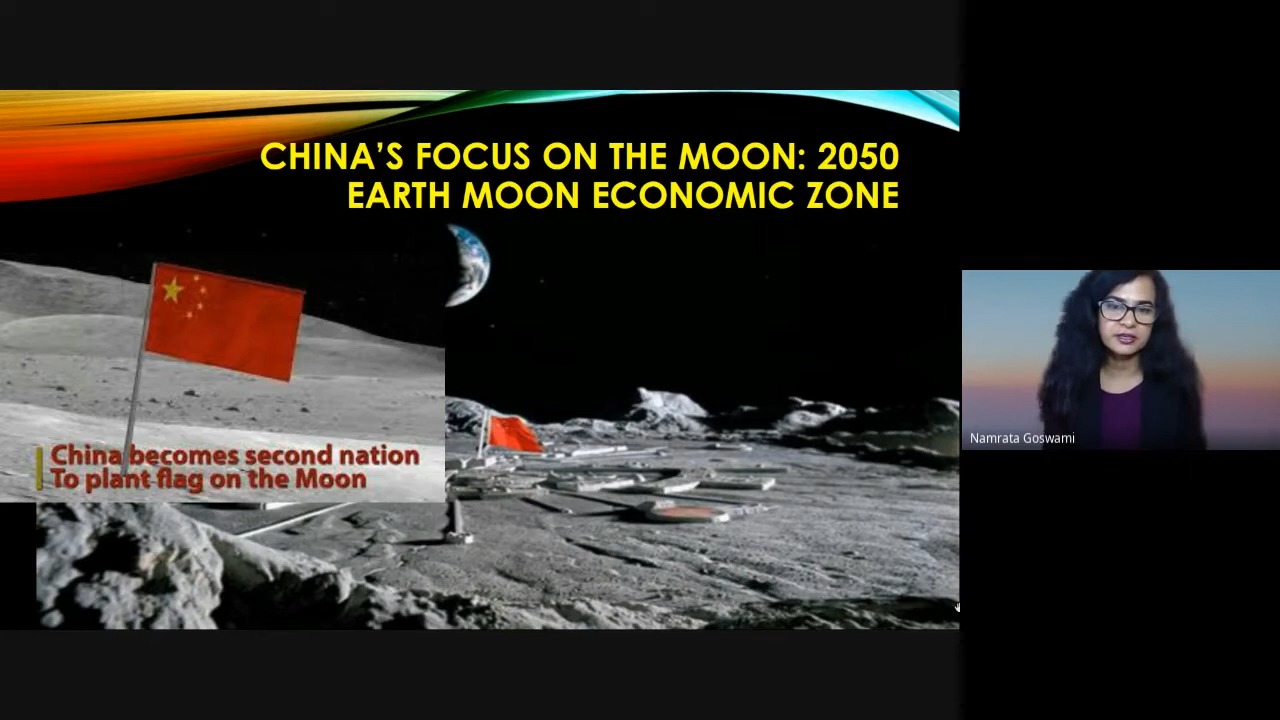 CHINA'S FOCUS ON THE MOON: 2050
EARTH MOON ECONOMIC ZONE
China becomes second nation
To plant flag on the Moon
Namrata Goswami